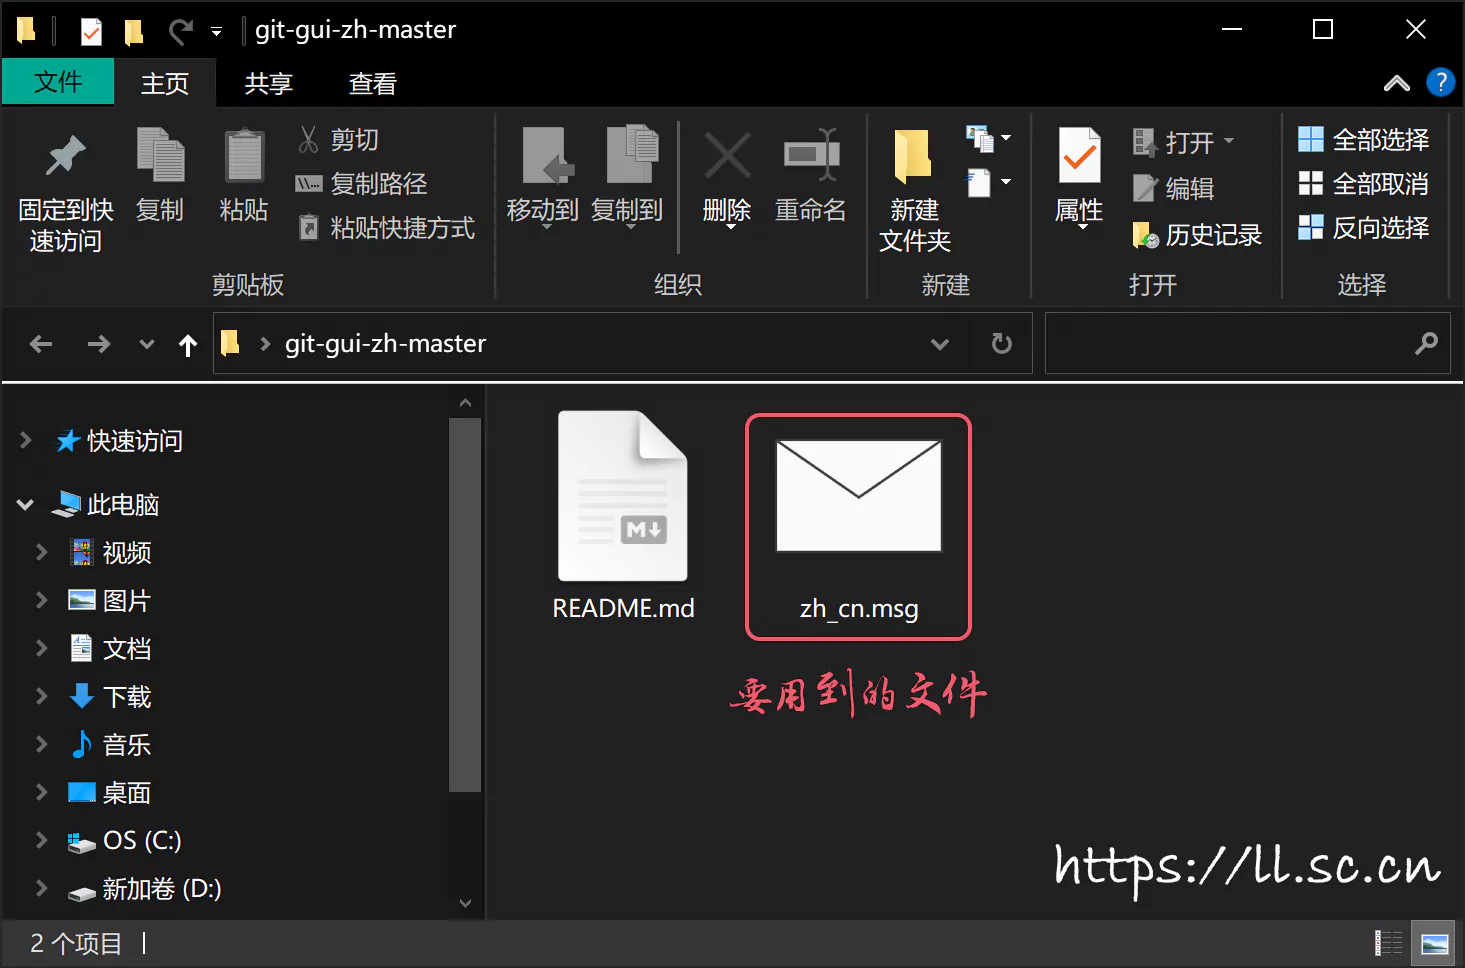 git-gui-zh-master
文件 主页 共享 查看
?
固定到快
速访问
复制
粘贴
剪切
复制路径
粘贴快捷方式
剪贴板
移动到
复制到
删除
重命名
组织
新建
文件夹
新建
属性
打开
编辑
历史记录
打开
全部选择
全部取消
反向选择
选择
git-gui-zh-master
快速访问
此电脑
视频
图片
文档
下载
音乐
桌面
OS (C:)
新加卷 (D:)
M
README.md
zh_cn.msg
要用到的文件
https://ll.sc.cn
2 个项目